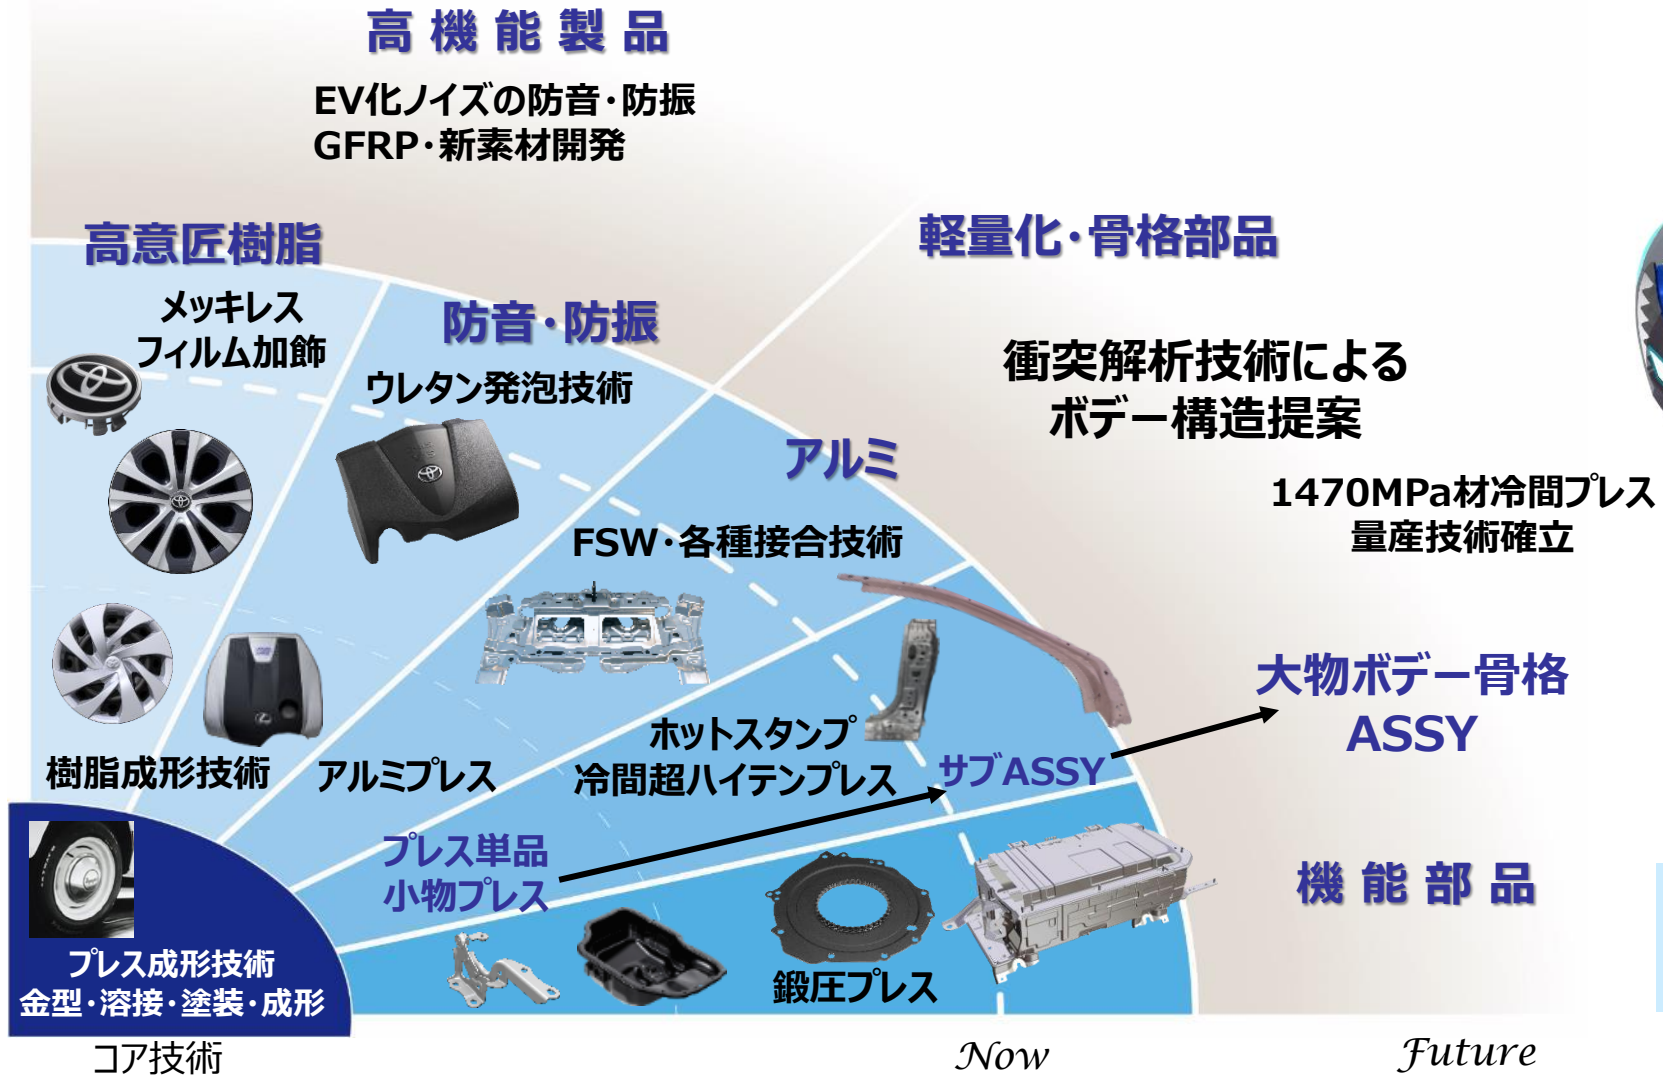 高機能製品
EV化ノイズの防音・防振
GFRP・新素材開発
高意匠樹脂
メッキレス
フィルム加飾
防音・防振
ウレタン発泡技術
軽量化・骨格部品
衝突解析技術による
ボデー構造提案
アルミ
FSW・各種接合技術
1470MPa材冷間プレス
量産技術確立
大物ボデー骨格
ASSY
ホットスタンプ
冷間超ハイテンプレス
サブASSY
樹脂成形技術
アルミプレス
プレス単品
小物プレス
機能部品
鍛圧プレス
プレス成形技術
金型・溶接・塗装・成形
コア技術
Now
Future